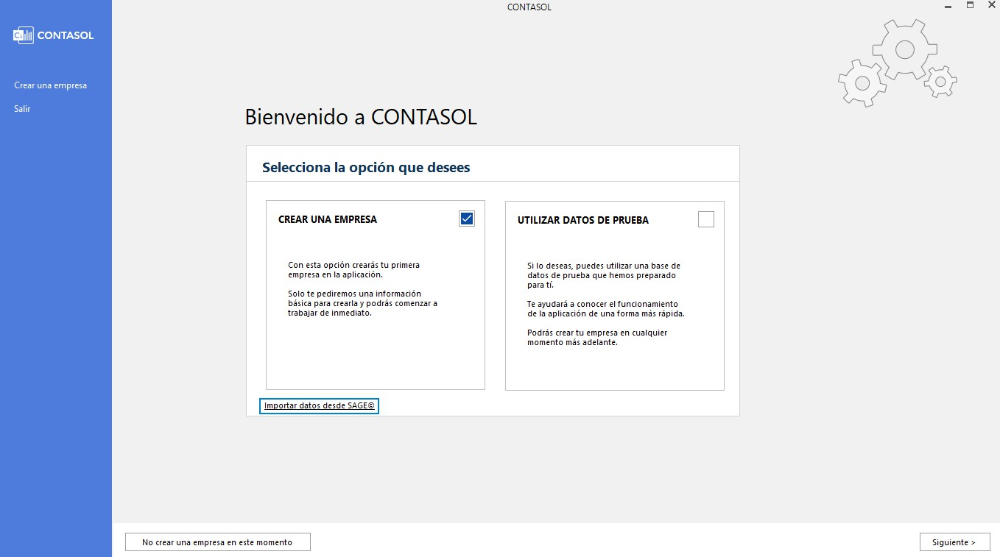 CONTASOL
Cs CONTASOL
Crear una empresa
Salir
Bienvenido a CONTASOL
Selecciona la opción que desees
CREAR UNA EMPRESA
Con esta opción crearás tu primera
empresa en la aplicación.
Solo te pediremos una información
básica para crearla y podrás comenzar a
trabajar de inmediato.
UTILIZAR DATOS DE PRUEBA
Si lo deseas, puedes utilizar una base de
datos de prueba que hemos preparado
para tí.
Te ayudará a conocer el funcionamiento
de la aplicación de una forma más rápida.
Podrás crear tu empresa en cualquier
momento más adelante.
Importar datos desde SAGE©
No crear una empresa en este momento
Siguiente >